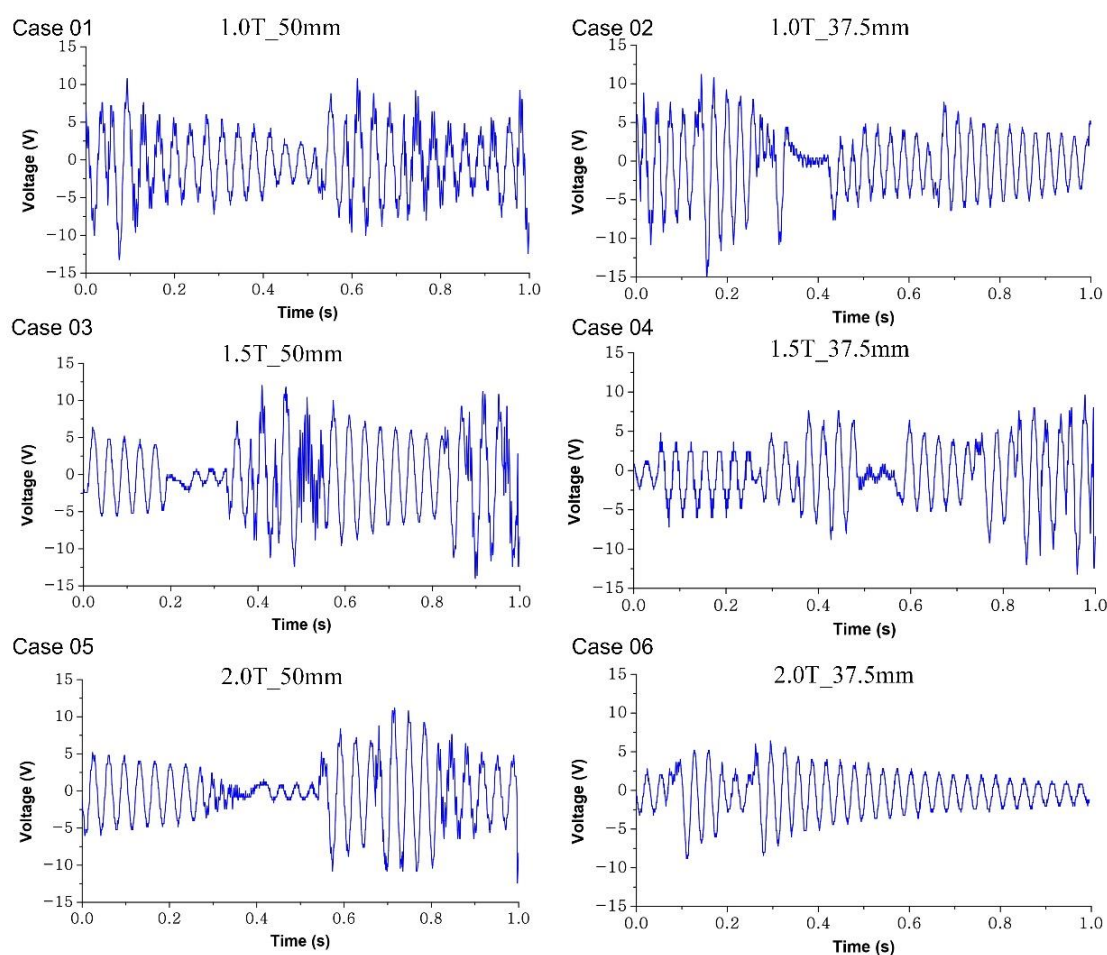 Case 01
1.0T_50mm
15
10
5
0
−5
−10
−15
Voltage (V)
0.0 0.2 0.4 0.6 0.8 1.0
Time (s)
Case 02
1.0T_37.5mm
15
10
5
0
−5
−10
−15
Voltage (V)
0.0 0.2 0.4 0.6 0.8 1.0
Time (s)
Case 03
1.5T_50mm
15
10
5
0
−5
−10
−15
Voltage (V)
0.0 0.2 0.4 0.6 0.8 1.0
Time (s)
Case 04
1.5T_37.5mm
15
10
5
0
−5
−10
−15
Voltage (V)
0.0 0.2 0.4 0.6 0.8 1.0
Time (s)
Case 05
2.0T_50mm
15
10
5
0
−5
−10
−15
Voltage (V)
0.0 0.2 0.4 0.6 0.8 1.0
Time (s)
Case 06
2.0T_37.5mm
15
10
5
0
−5
−10
−15
Voltage (V)
0.0 0.2 0.4 0.6 0.8 1.0
Time (s)